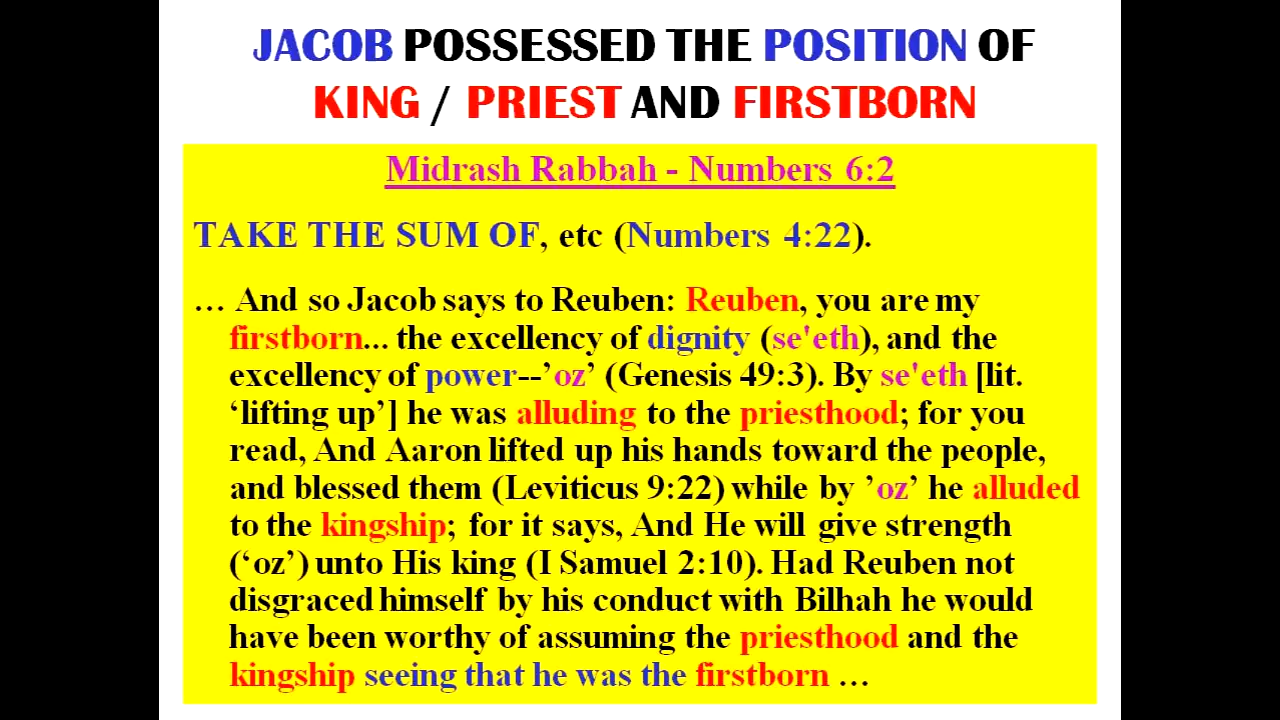 JACOB POSSESSED THE POSITION OF
KING / PRIEST AND FIRSTBORN
Midrash Rabbah - Numbers 6:2
TAKE THE SUM OF, etc (Numbers 4:22).
… And so Jacob says to Reuben: Reuben, you are my
firstborn... the excellency of dignity (se'eth), and the
excellency of power--’oz’ (Genesis 49:3). By se'eth [lit.
‘lifting up’] he was alluding to the priesthood; for you
read, And Aaron lifted up his hands toward the people,
and blessed them (Leviticus 9:22) while by ’oz’ he alluded
to the kingship; for it says, And He will give strength
(‘oz’) unto His king (I Samuel 2:10). Had Reuben not
disgraced himself by his conduct with Bilhah he would
have been worthy of assuming the priesthood and the
kingship seeing that he was the firstborn …